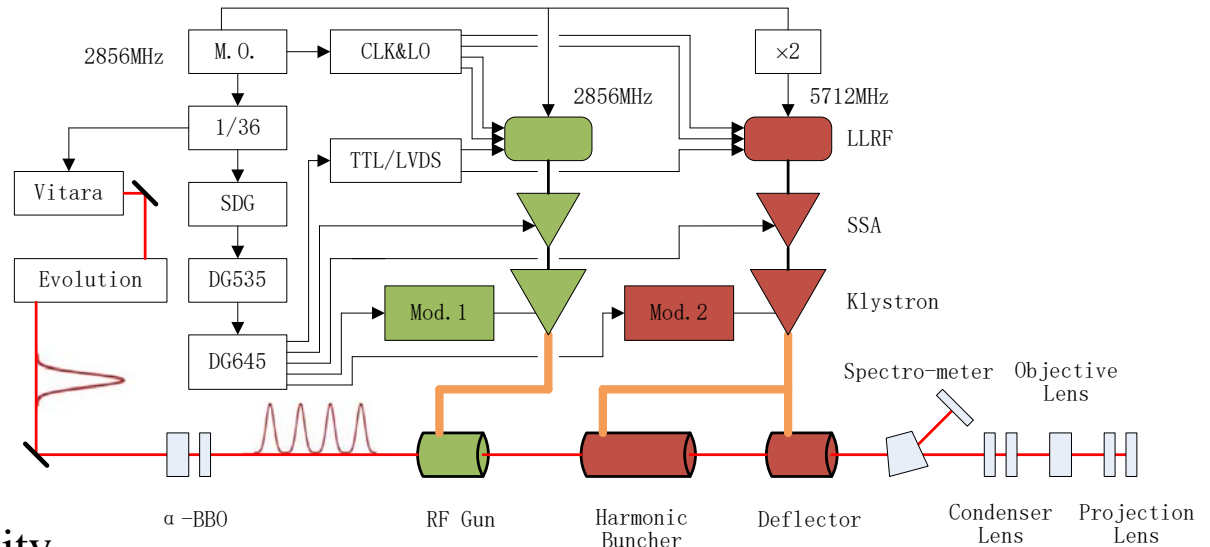 2856MHz
M.O.
CLK&LO
×2
2856MHz
5712MHz
1/36
LLRF
TTL/LVDS
Vitara
SDG
SSA
Evolution
DG535
Mod.1
Mod.2
Klystron
DG645
Spectro-meter
Objective
Lens
α-BBO
RF Gun
Harmonic
Buncher
Deflector
Condenser
Lens
Projection
Lens